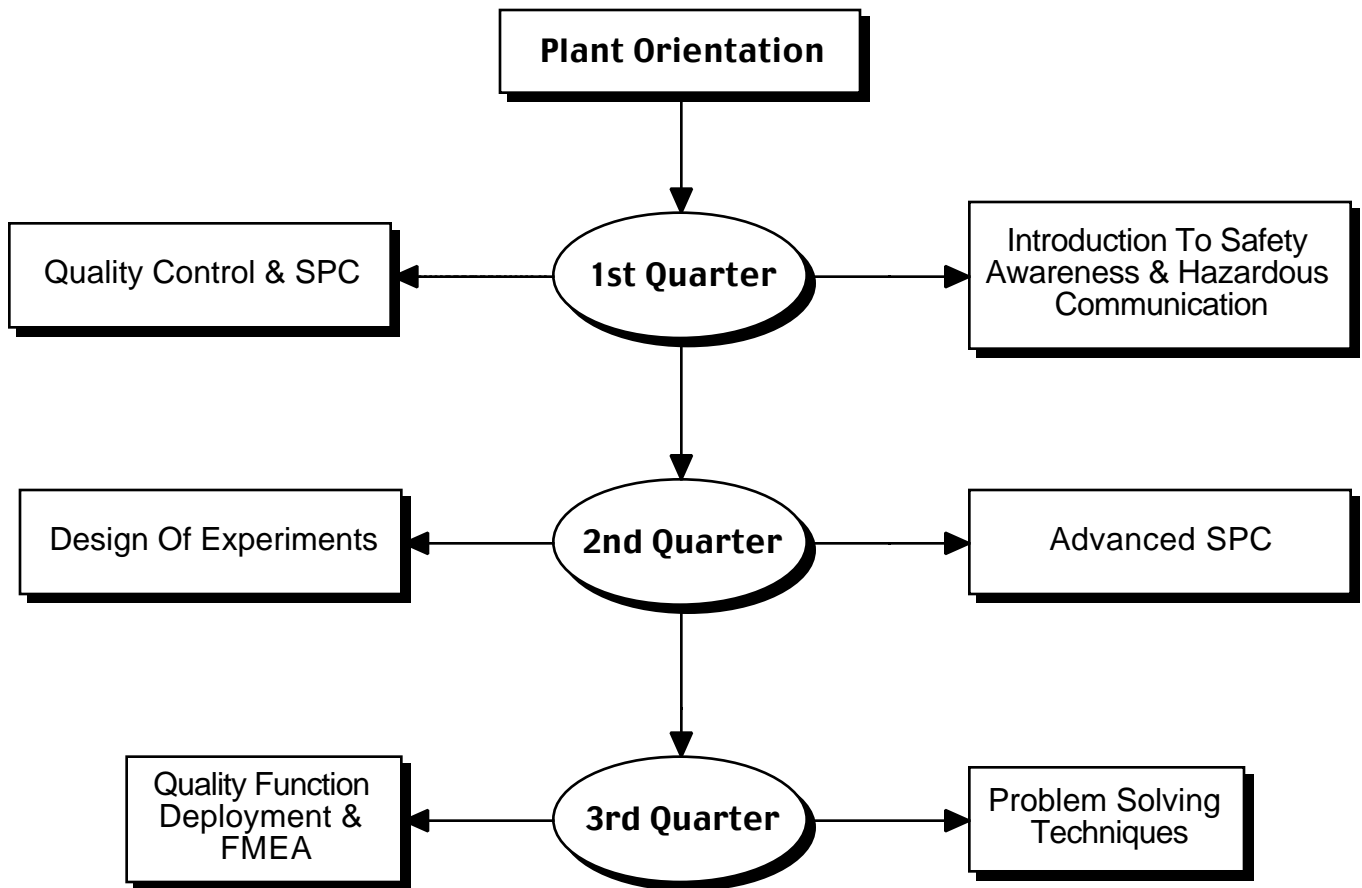 Plant Orientation
Quality Control & SPC
1st Quarter
Introduction To Safety
Awareness & Hazardous
Communication
Design Of Experiments
2nd Quarter
Advanced SPC
Quality Function
Deployment &
FMEA
3rd Quarter
Problem Solving
Techniques